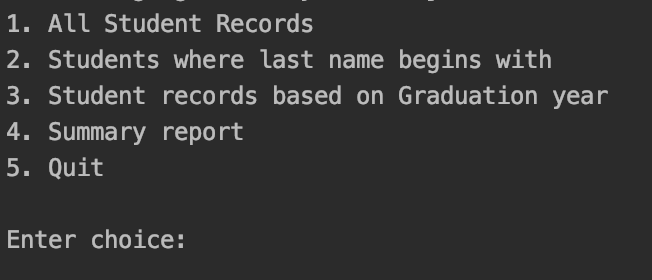 1. All Student Records
2. Students where last name begins with
3. Student records based on Graduation year
4. Summary report
5. Quit
Enter choice: